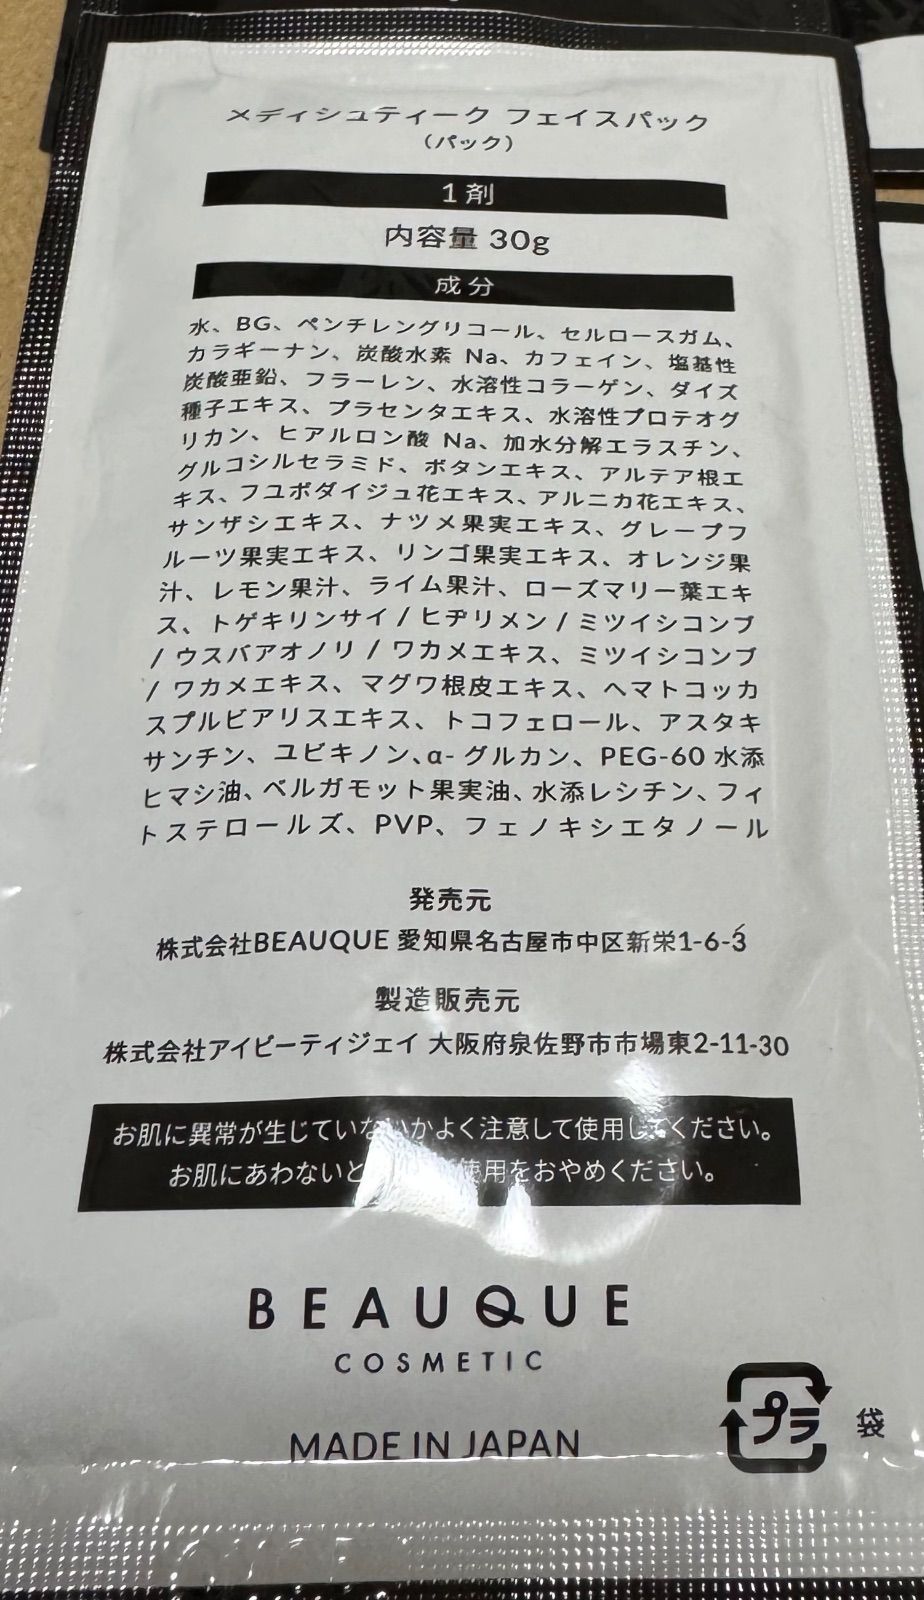 メディシュティーク フェイスパック
（パック）
1剤
内容量 30g
成分
水、BG、ペンチレングリコール、セルロースガム、
カラギーナン、炭酸水素 Na、カフェイン、塩基性
炭酸亜鉛、フラーレン、水溶性コラーゲン、ダイズ
種子エキス、プラセンタエキス、水溶性プロテオグ
リカン、ヒアルロン酸 Na、加水分解エラスチン、
グルコシルセラミド、ボタンエキス、アルテア根エ
キス、フユボダイジュ花エキス、アルニカ花エキス、
サンザシエキス、ナツメ果実エキス、グレープフ
ルーツ果実エキス、リンゴ果実エキス、オレンジ果
汁、レモン果汁、ライム果汁、ローズマリー葉エキ
ス、トゲキリンサイ / ヒヂリメン / ミツイシコンブ
/ ウスバアオノリ / ワカメエキス、ミツイシコンブ
/ ワカメエキス、マグワ根皮エキス、ヘマトコッカ
スプルビアリスエキス、トコフェロール、アスタキ
サンチン、ユビキノン、α- グルカン、PEG-60 水添
ヒマシ油、ベルガモット果実油、水添レシチン、フィ
トステロールズ、PVP、フェノキシエタノール
発売元
株式会社BEAUQUE 愛知県名古屋市中区新栄1-6-3
製造販売元
株式会社アイピーティジェイ 大阪府泉佐野市市場東2-11-30
お肌に異常が生じていないかよく注意して使用してください。
お肌にあわないと使用をおやめください。
BEAUQUE
COSMETIC
MADE IN JAPAN
プラ
袋